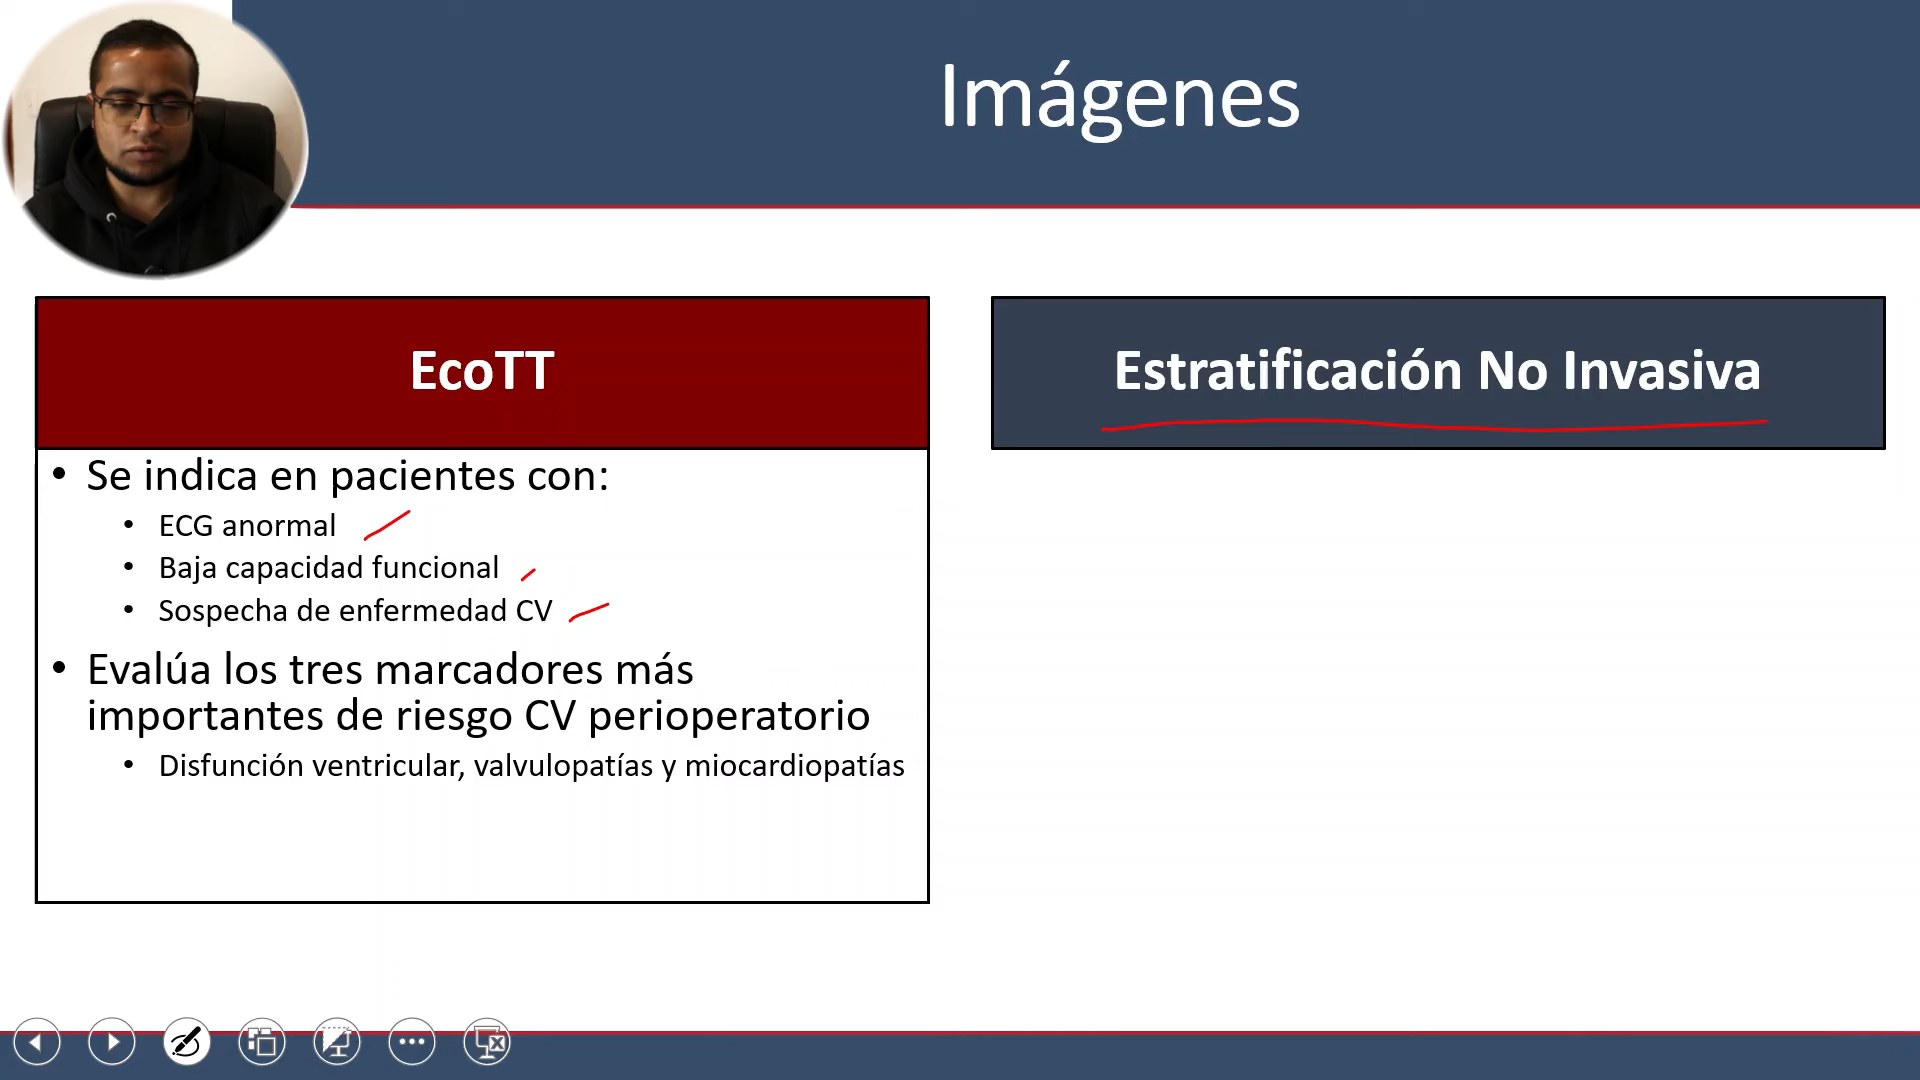 Imágenes
EcoTT
• Se indica en pacientes con:
• ECG anormal
• Baja capacidad funcional
• Sospecha de enfermedad CV
• Evalúa los tres marcadores más
importantes de riesgo CV perioperatorio
• Disfunción ventricular, valvulopatías y miocardiopatías
Estratificación No Invasiva